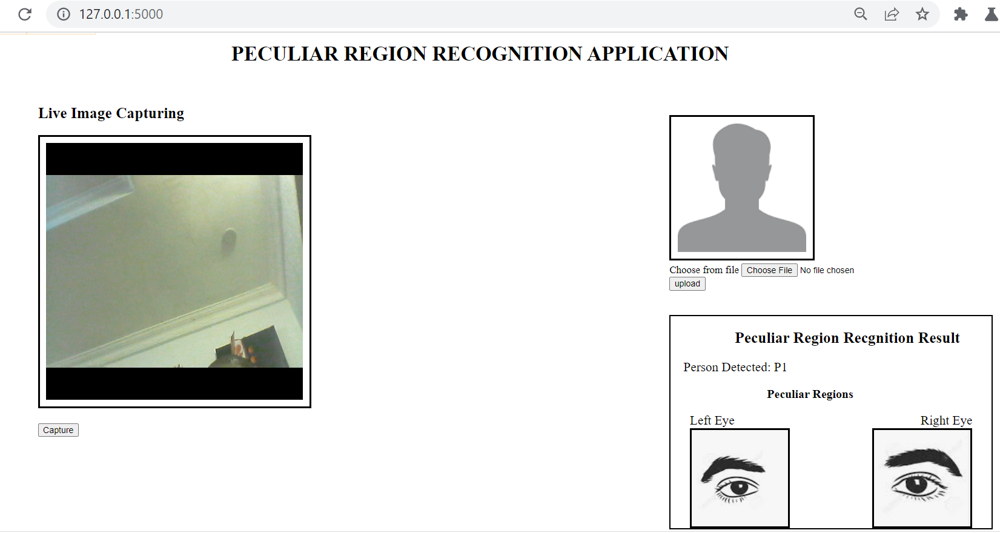 127.0.0.1:5000
PECULIAR REGION RECOGNITION APPLICATION
Live Image Capturing
Capture
Choose from file Choose File No file chosen
upload
Peculiar Region Recgnition Result
Person Detected: P1
Peculiar Regions
Left Eye Right Eye